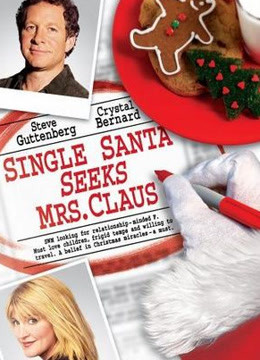 Steve Guttenberg
Crystal Bernard
SINGLE SANTA
SEEKS
MRS. CLAUS
SWM looking for relationship-minded F.
Must love children, frigid temps and willing to
travel. A belief in Christmas miracles-a must.